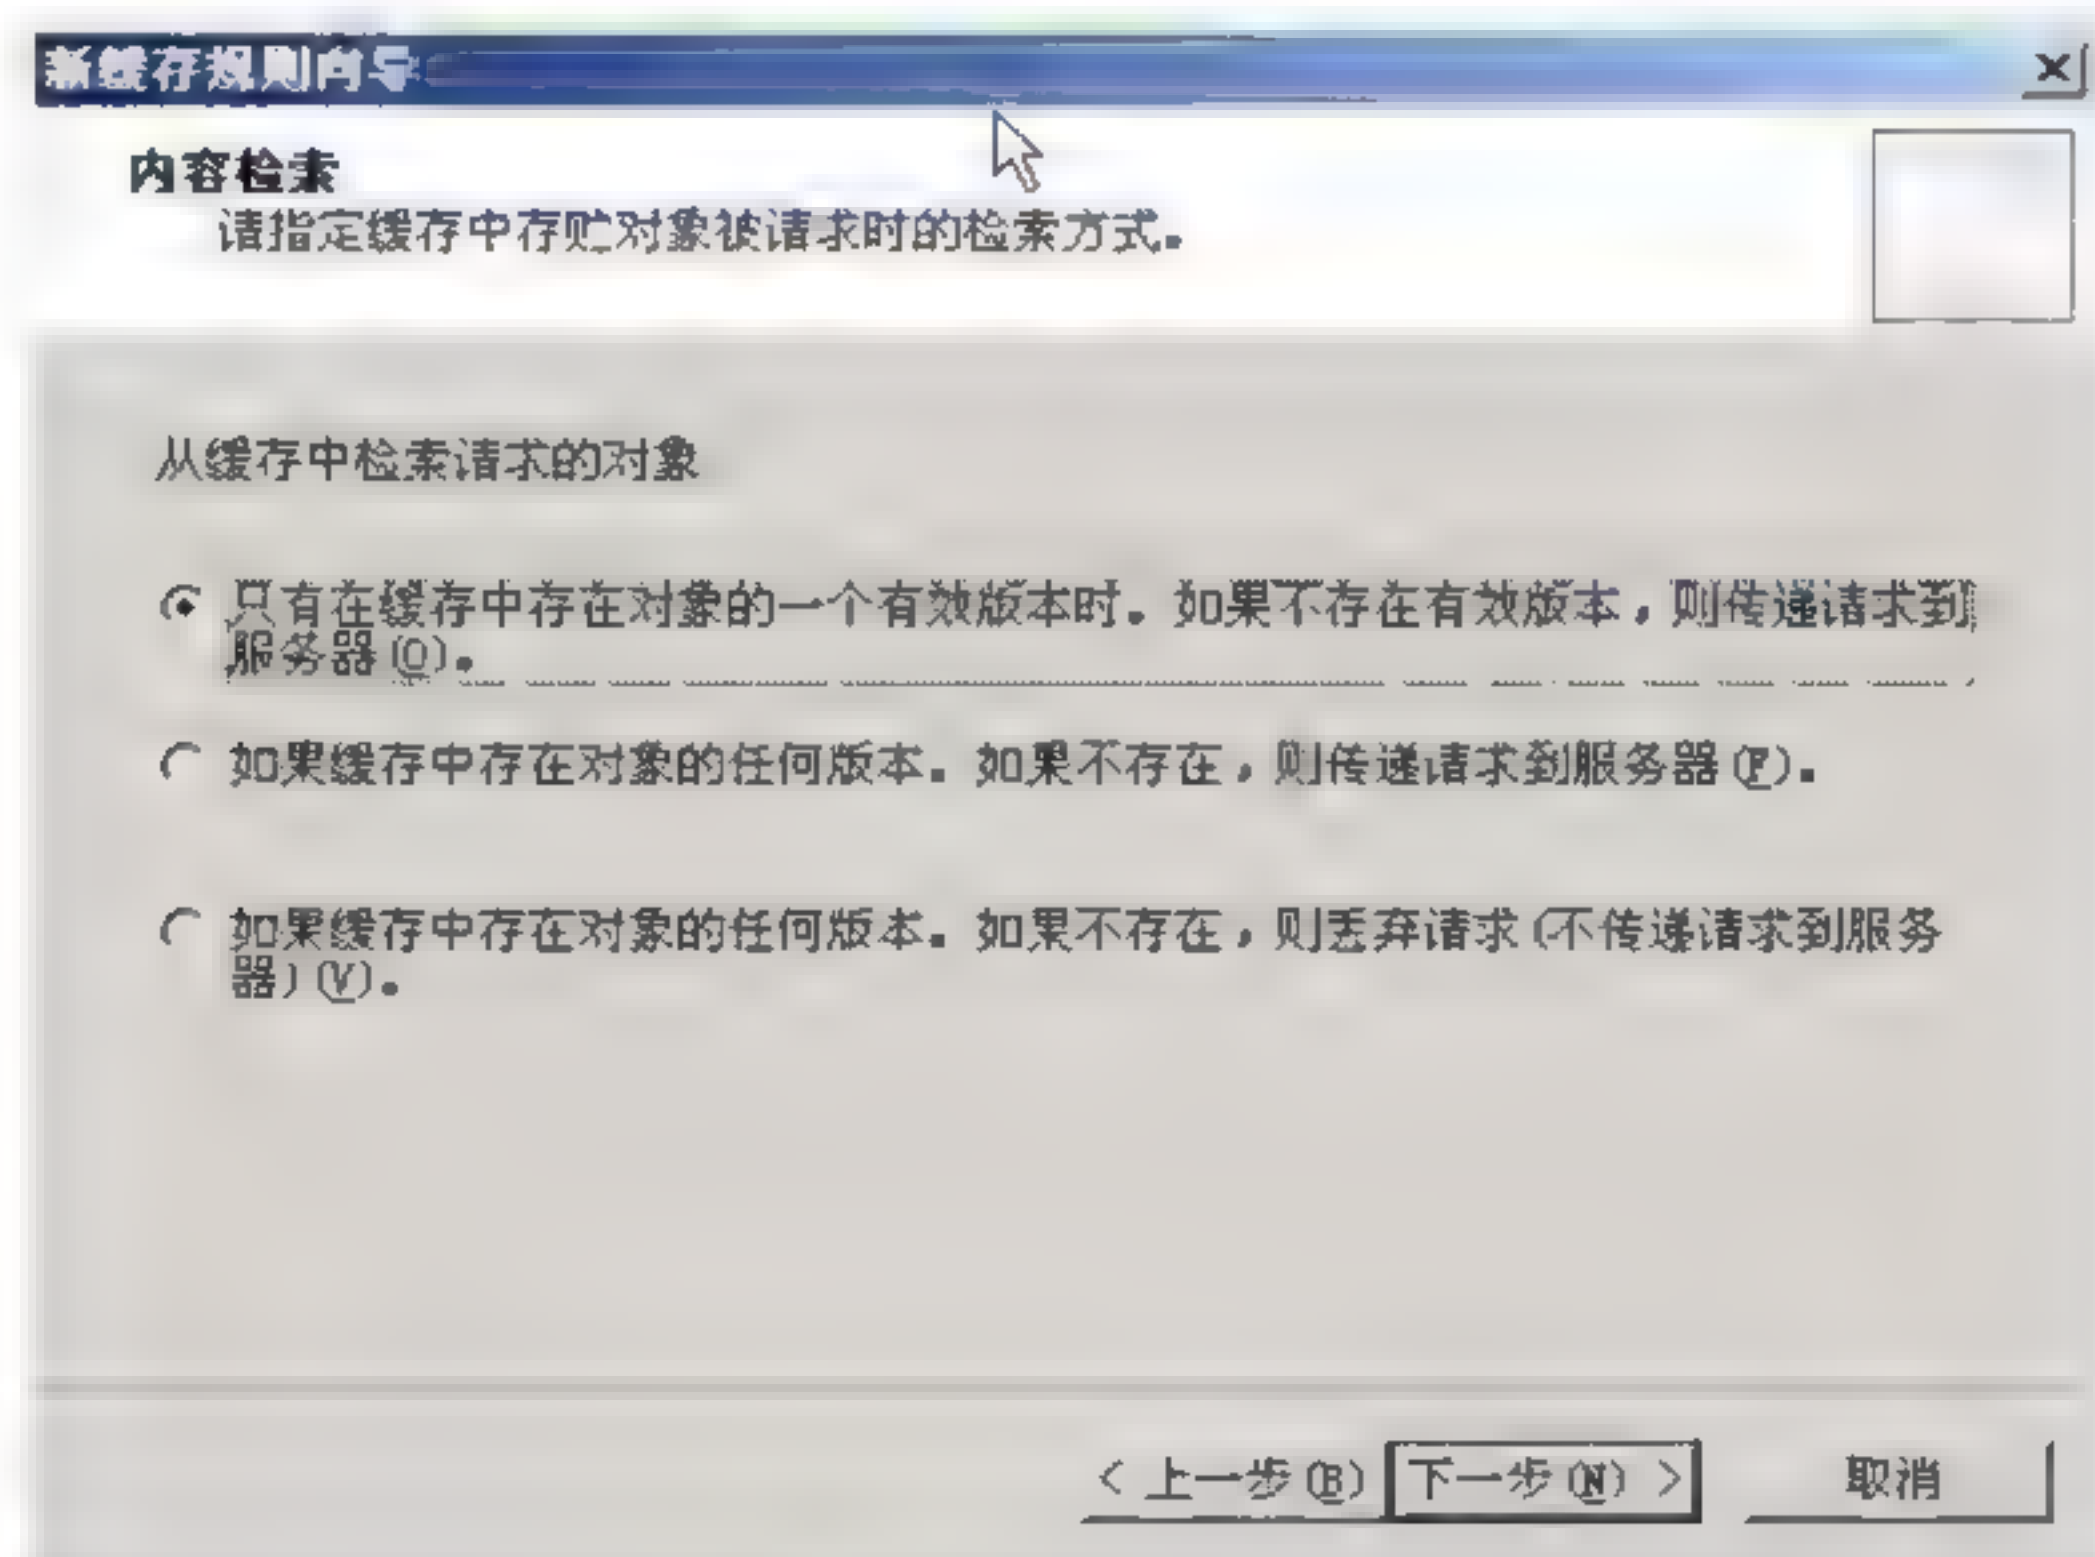 新缓存规则向导
内容检索
请指定缓存中存贮对象被请求时的检索方式。
从缓存中检索请求的对象
只有在缓存中存在对象的一个有效版本时。如果不存在有效版本，则传递请求到
服务器(O)。
如果缓存中存在对象的任何版本。如果不存在，则传递请求到服务器(F)。
如果缓存中存在对象的任何版本。如果不存在，则丢弃请求(不传递请求到服务
器)(V)。
< 上一步(B) 下一步(N) > 取消